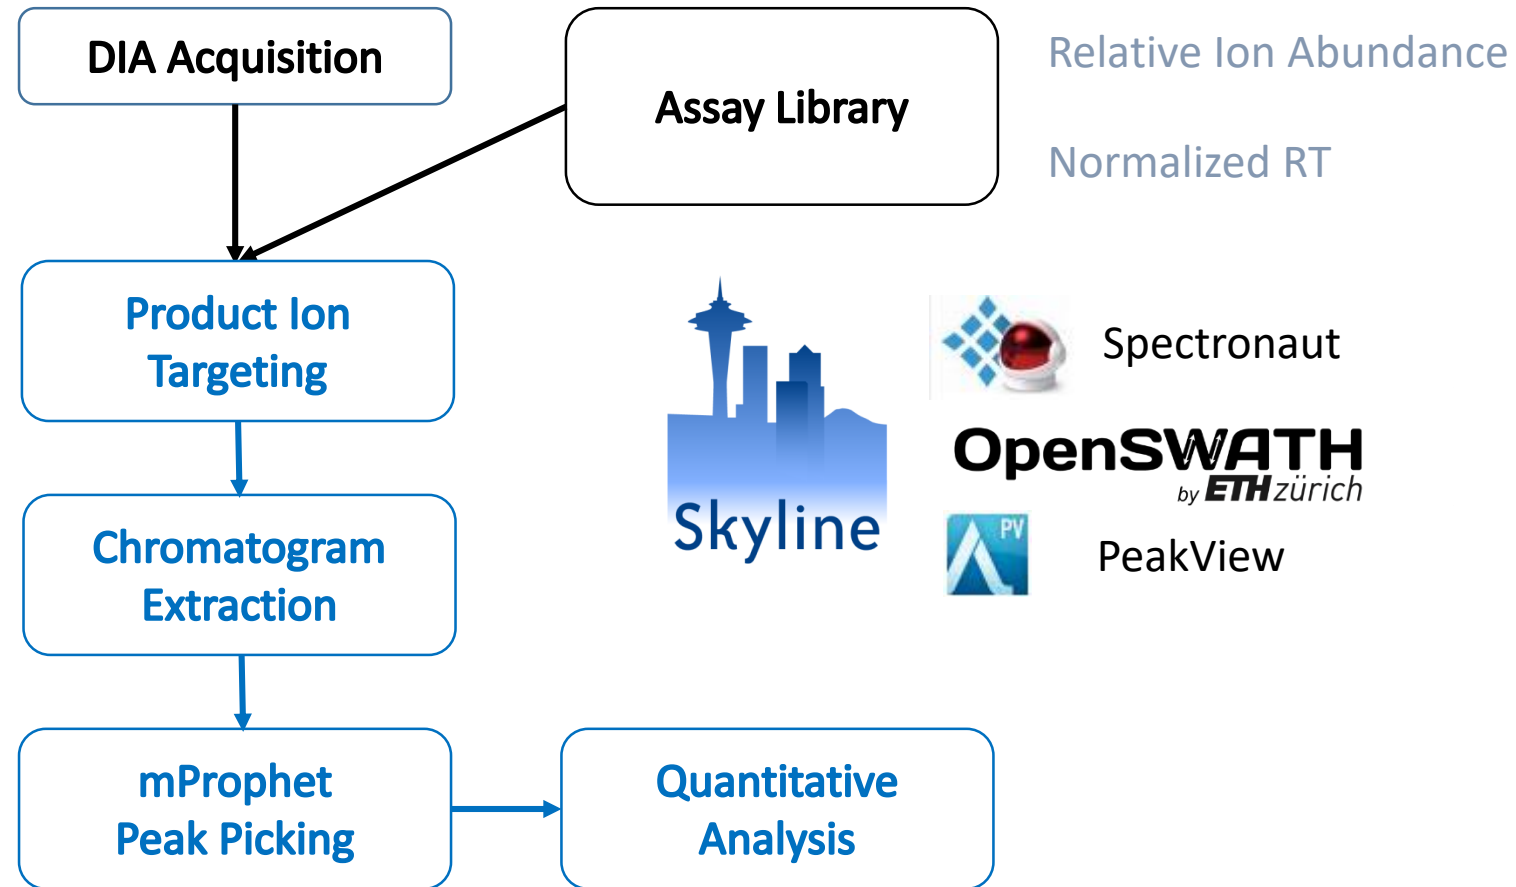 DIA Acquisition
Assay Library
Relative Ion Abundance
Normalized RT
Product Ion
Targeting
Skyline
Spectronaut
OpenSWATH
by ETH zürich
PV
PeakView
Chromatogram
Extraction
mProphet
Peak Picking
Quantitative
Analysis